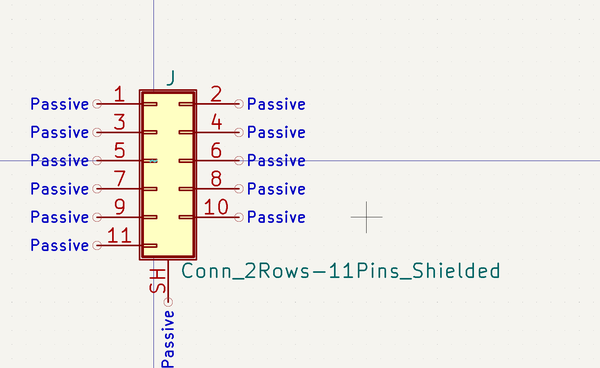 J
Passive 1 2 Passive
Passive 3 4 Passive
Passive 5 6 Passive
Passive 7 8 Passive
Passive 9 10 Passive
Passive 11
Conn_2Rows-11Pins_Shielded
SH
Passive